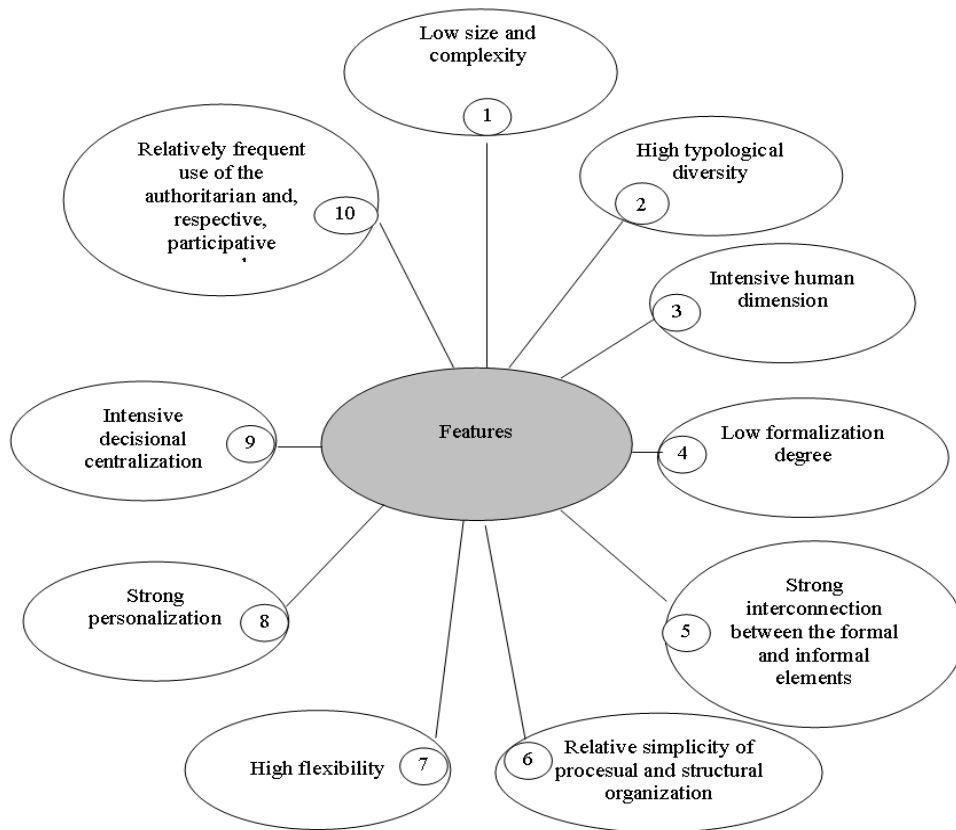 Low size and
complexity
1
High typological
diversity
2
Intensive human
dimension
3
Low formalization
degree
4
Strong
interconnection
between the formal
and informal
elements
5
Relative simplicity of
procesual and structural
organization
6
High flexibility
7
Strong
personalization
8
Intensive
decisional
centralization
9
Relatively frequent
use of the
authoritarian and,
respective,
participative
10
Features